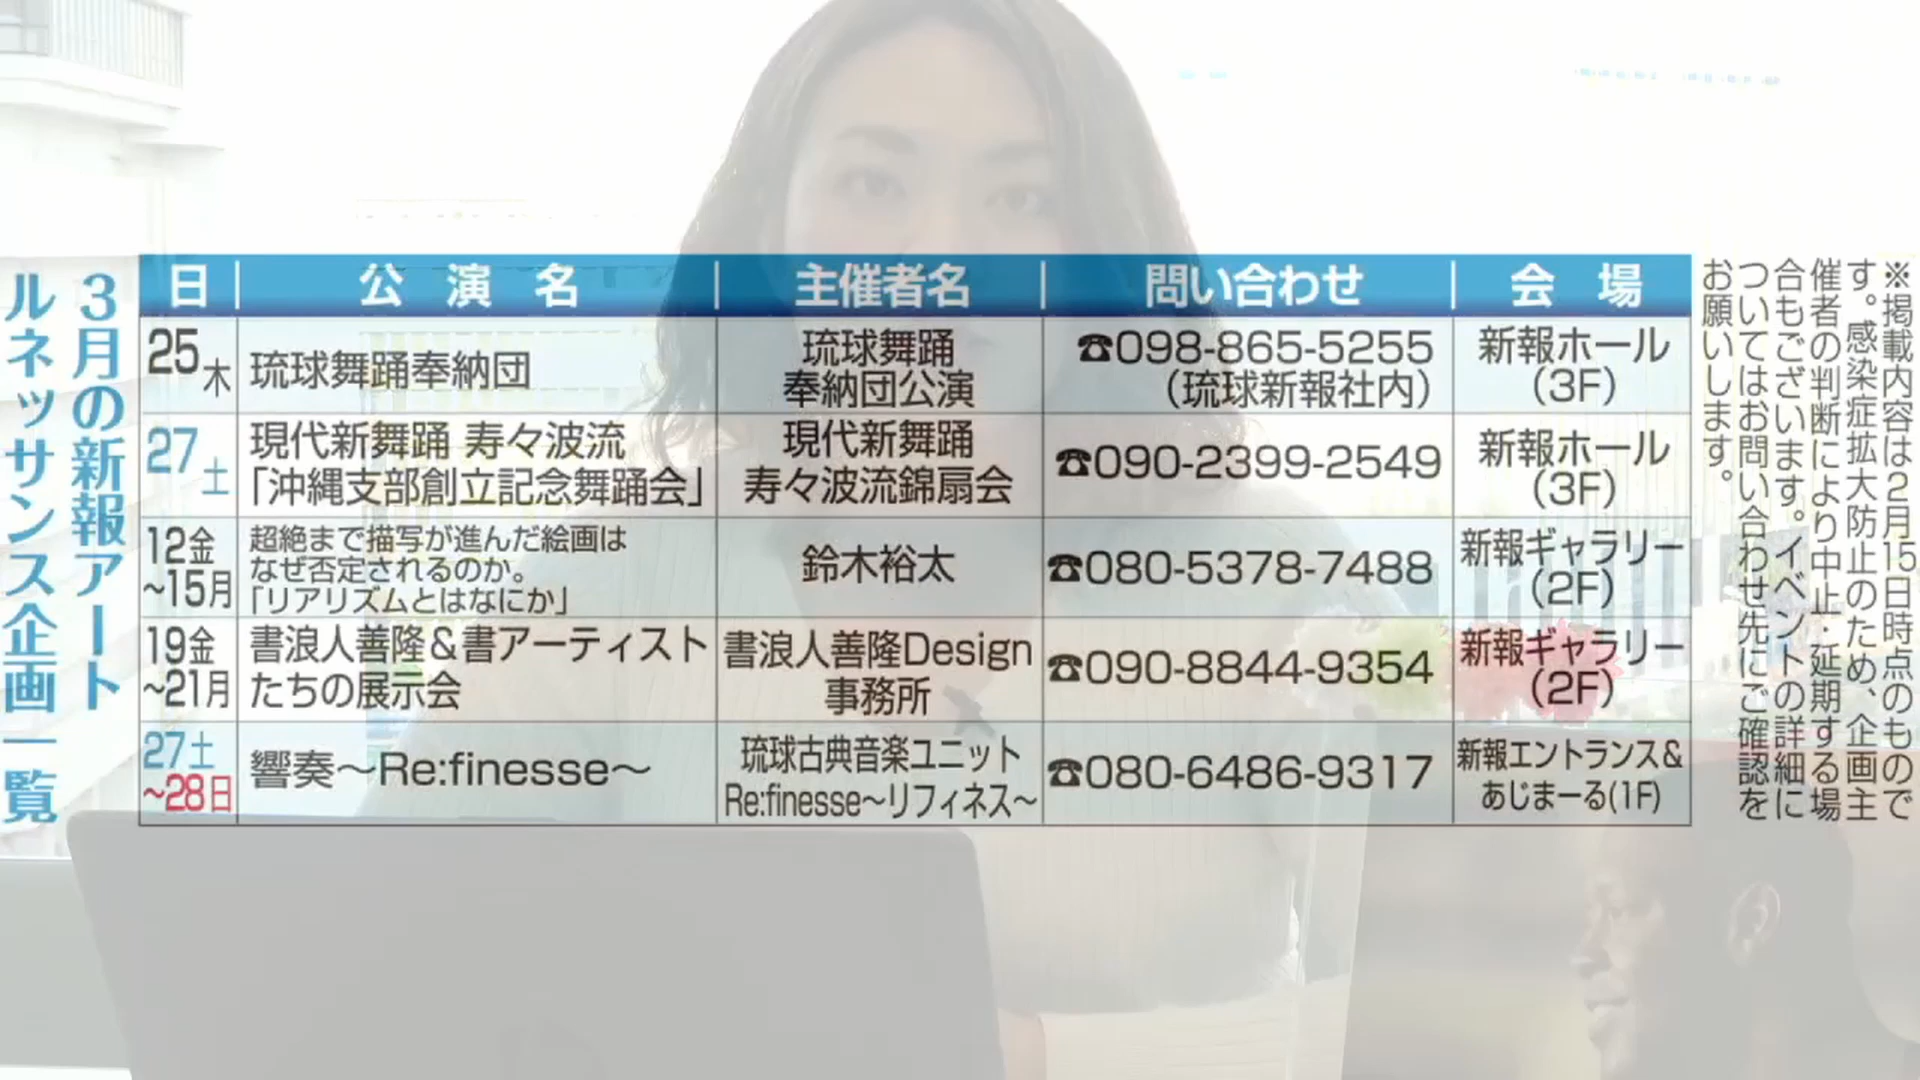 3月の新報アート
ルネッサンス企画一覧
日 公演名 主催者名 問い合わせ 会場
25木 琉球舞踊奉納団 琉球舞踊 奉納団公演 ☎098-865-5255 (琉球新報社内) 新報ホール (3F)
27土 現代新舞踊 寿々波流 「沖縄支部創立記念舞踊会」 現代新舞踊 寿々波流錦扇会 ☎090-2399-2549 新報ホール (3F)
12金 ~15月 超絶まで描写が進んだ絵画は なぜ否定されるのか。 「リアリズムとはなにか」 鈴木裕太 ☎080-5378-7488 新報ギャラリー (2F)
19金 ~21月 書浪人善隆&書アーティスト たちの展示会 書浪人善隆Design 事務所 ☎090-8844-9354 新報ギャラリー (2F)
27土 ~28日 響奏～Re:finesse～ 琉球古典音楽ユニット Re:finesse～リフィネス～ ☎080-6486-9317 新報エントランス& あじまーる(1F)
※掲載内容は2月15日時点のもので
す。感染症拡大防止のため、企画主
催者の判断により中止・延期する場
合もございます。イベントの詳細に
ついてはお問い合わせ先にご確認を
お願いします。